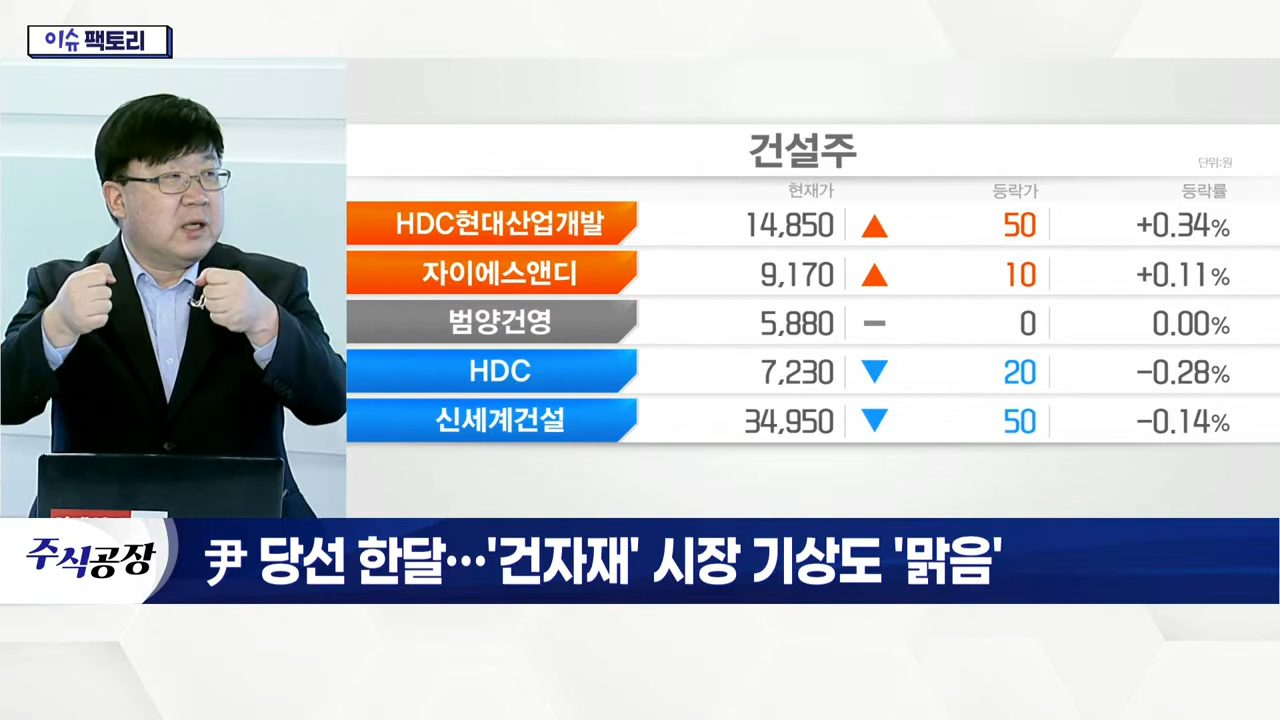 이슈 팩토리
건설주
단위:원
현재가 등락가 등락률
HDC현대산업개발 14,850 ▲ 50 +0.34%
자이에스앤디 9,170 ▲ 10 +0.11%
범양건영 5,880 - 0 0.00%
HDC 7,230 ▼ 20 -0.28%
신세계건설 34,950 ▼ 50 -0.14%
주식공장
尹 당선 한달…'건자재' 시장 기상도 '맑음'